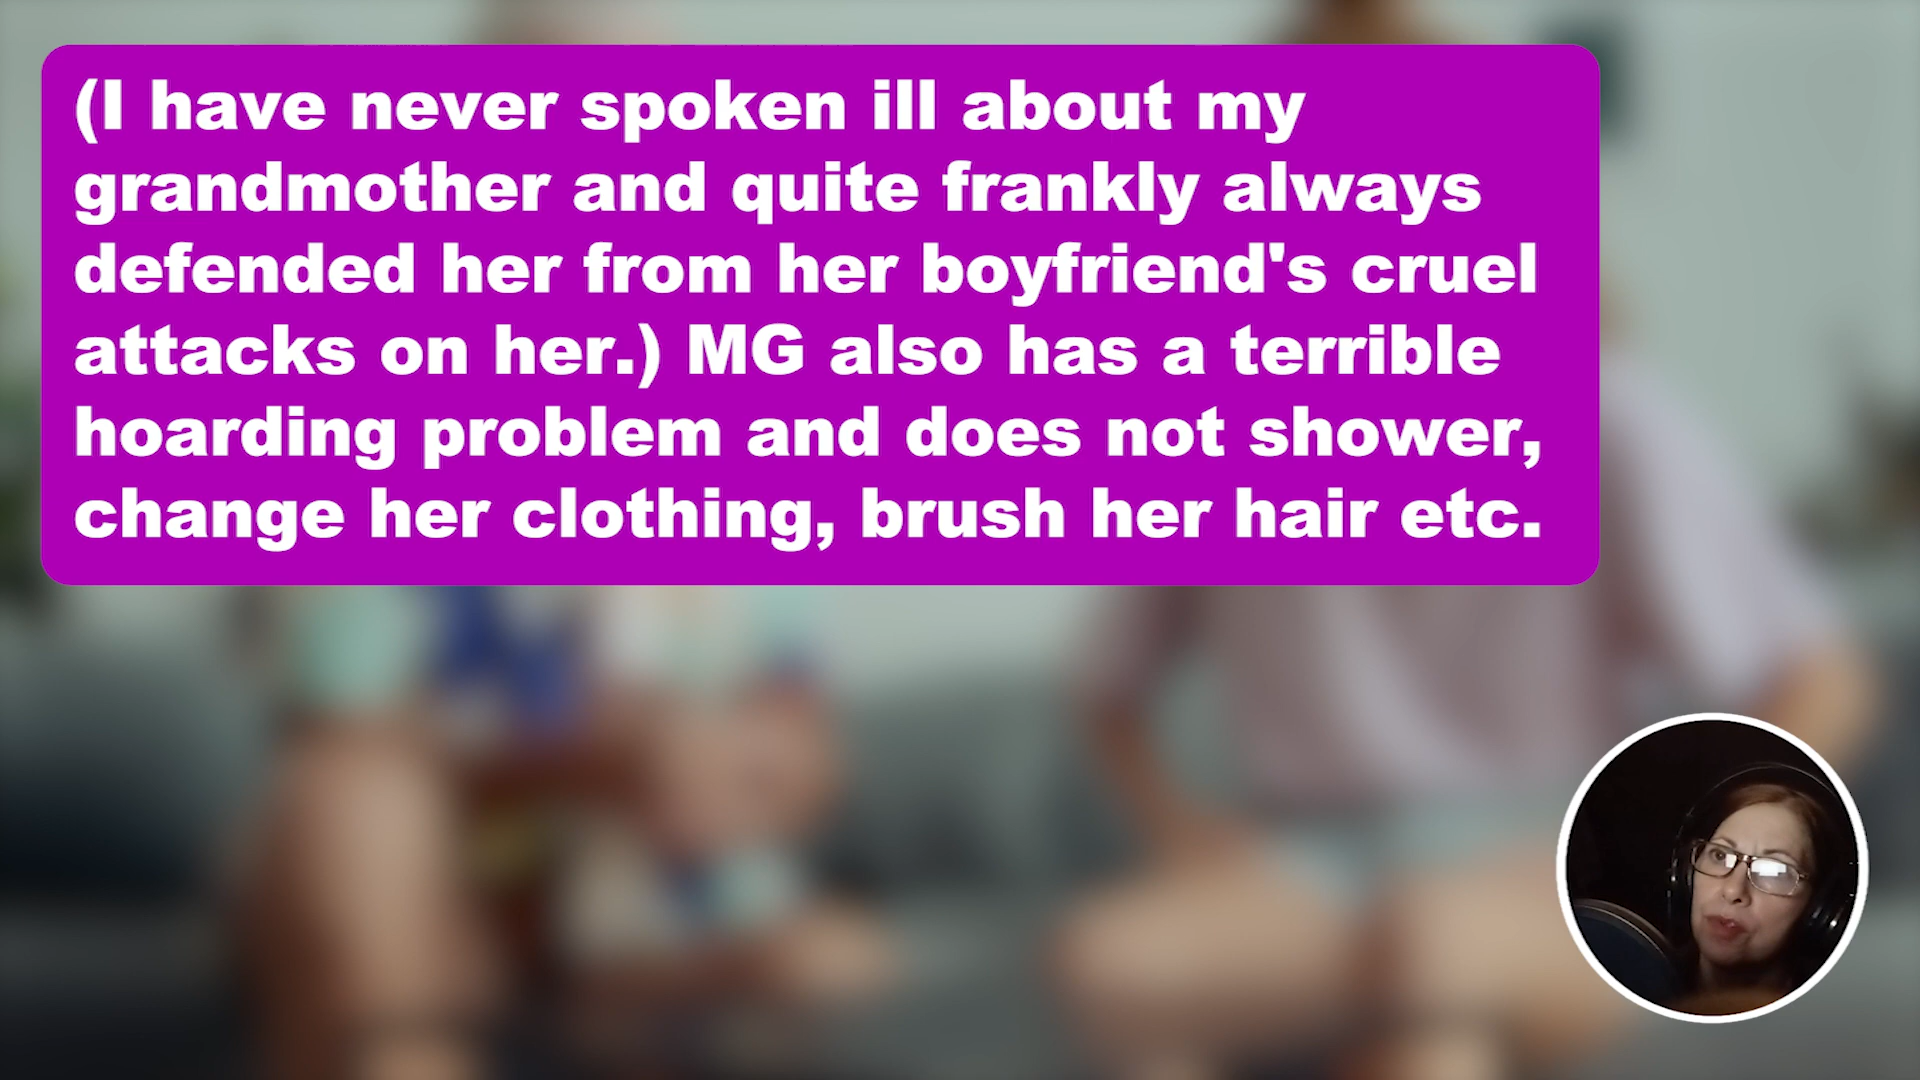 (I have never spoken ill about my
grandmother and quite frankly always
defended her from her boyfriend's cruel
attacks on her.) MG also has a terrible
hoarding problem and does not shower,
change her clothing, brush her hair etc.